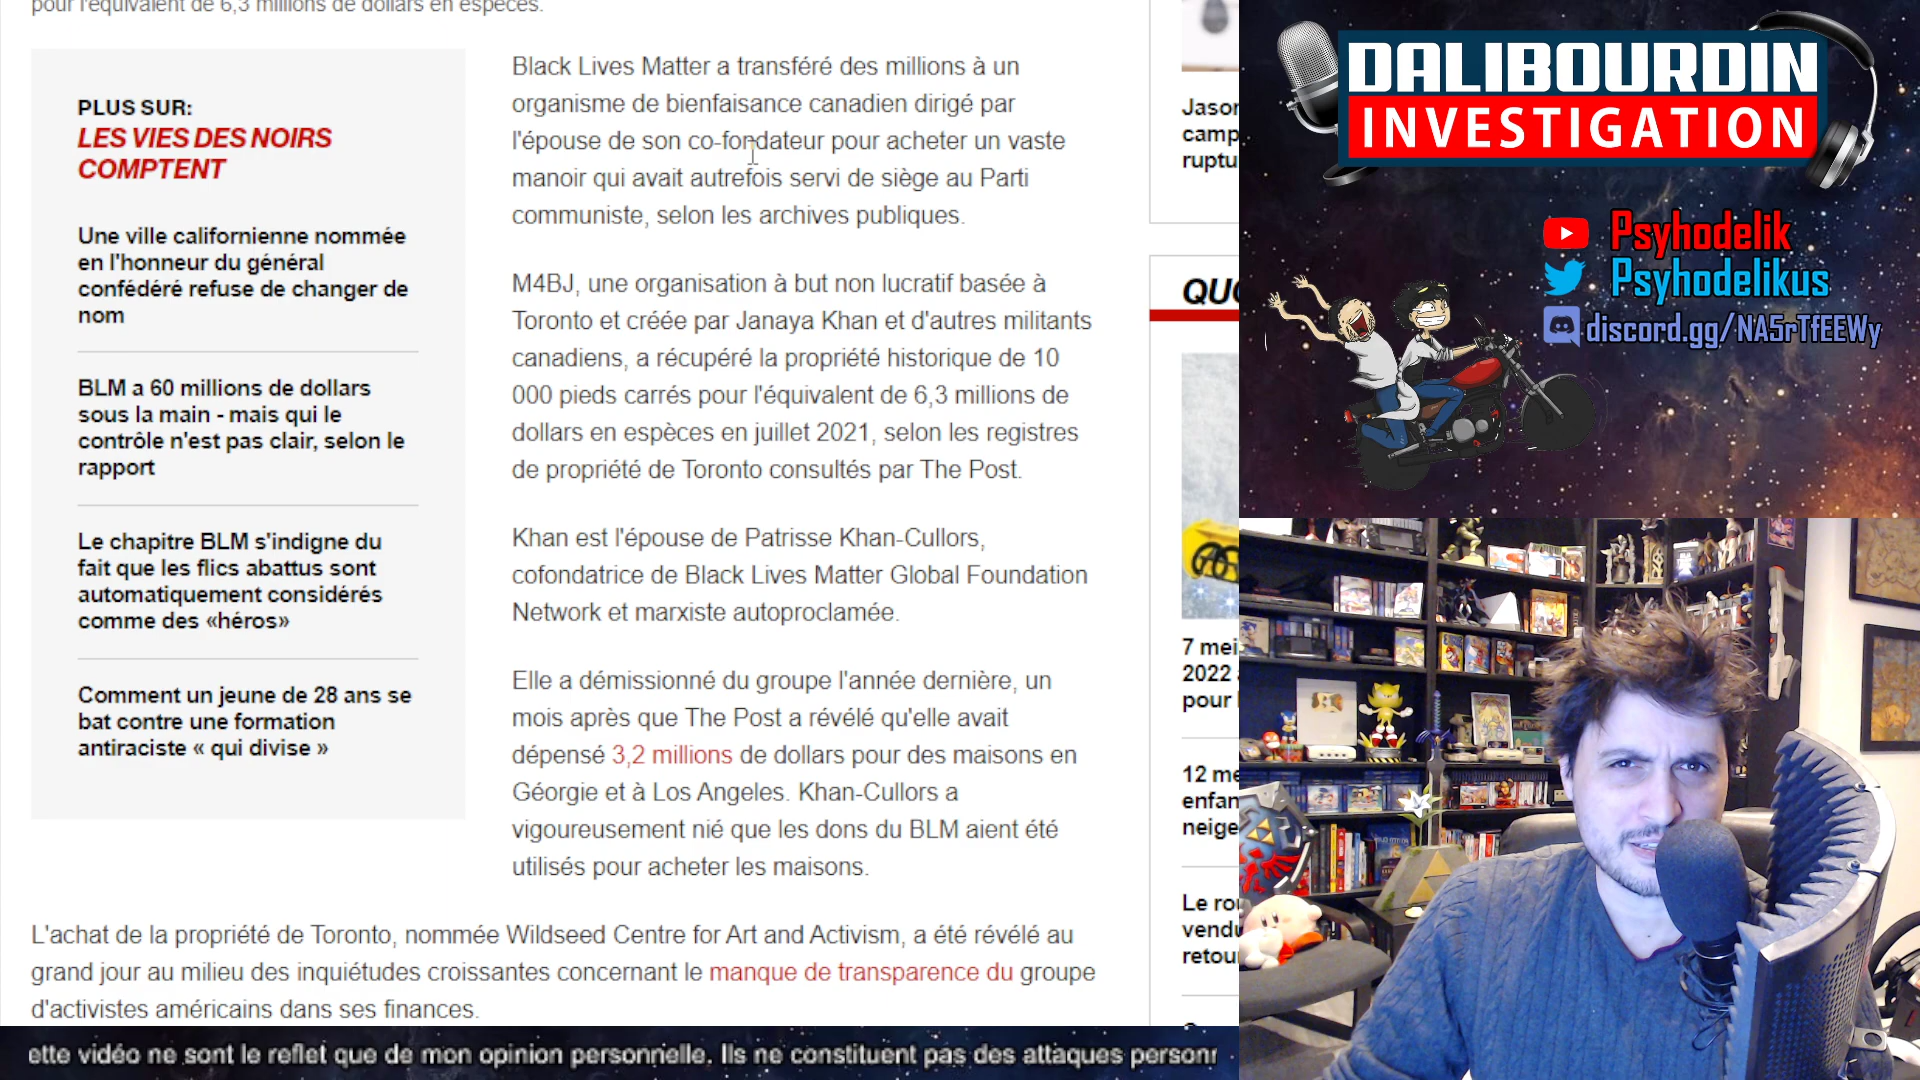 pour l'équivalent de 6,3 millions de dollars en espèces.
PLUS SUR:
LES VIES DES NOIRS
COMPTENT
Une ville californienne nommée
en l'honneur du général
confédéré refuse de changer de
nom
BLM a 60 millions de dollars
sous la main - mais qui le
contrôle n'est pas clair, selon le
rapport
Le chapitre BLM s'indigne du
fait que les flics abattus sont
automatiquement considérés
comme des «héros»
Comment un jeune de 28 ans se
bat contre une formation
antiraciste « qui divise »
Black Lives Matter a transféré des millions à un
organisme de bienfaisance canadien dirigé par
l'épouse de son co-fondateur pour acheter un vaste
manoir qui avait autrefois servi de siège au Parti
communiste, selon les archives publiques.
M4BJ, une organisation à but non lucratif basée à
Toronto et créée par Janaya Khan et d'autres militants
canadiens, a récupéré la propriété historique de 10
000 pieds carrés pour l'équivalent de 6,3 millions de
dollars en espèces en juillet 2021, selon les registres
de propriété de Toronto consultés par The Post.
Khan est l'épouse de Patrisse Khan-Cullors,
cofondatrice de Black Lives Matter Global Foundation
Network et marxiste autoproclamée.
Elle a démissionné du groupe l'année dernière, un
mois après que The Post a révélé qu'elle avait
dépensé 3,2 millions de dollars pour des maisons en
Géorgie et à Los Angeles. Khan-Cullors a
vigoureusement nié que les dons du BLM aient été
utilisés pour acheter les maisons.
L'achat de la propriété de Toronto, nommée Wildseed Centre for Art and Activism, a été révélé au
grand jour au milieu des inquiétudes croissantes concernant le manque de transparence du groupe
d'activistes américains dans ses finances.
Jason
camp
ruptu
QUO
7 mei
2022
pour
12 me
enfan
neige
Le ro
vendu
retou
DALIBOURDIN
INVESTIGATION
Psyhodelik
Psyhodelikus
discord.gg/NA5rTfEEWy
ette vidéo ne sont le reflet que de mon opinion personnelle. Ils ne constituent pas des attaques person